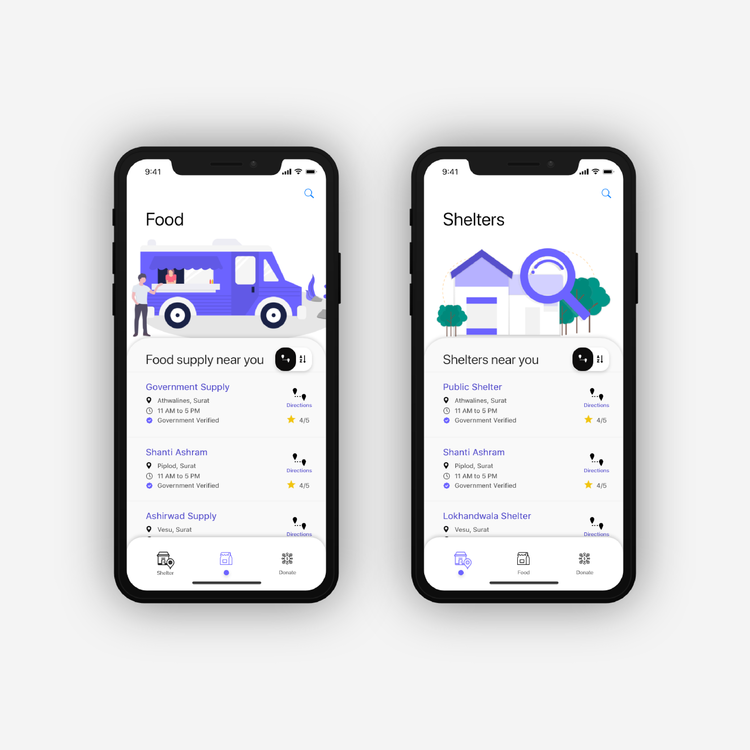 9:41
Food
Food supply near you
Government Supply
Athwalines, Surat
11 AM to 5 PM
Government Verified
Directions
4/5
Shanti Ashram
Piplod, Surat
11 AM to 5 PM
Government Verified
Directions
4/5
Ashirwad Supply
Vesu, Surat
Directions
Shelter
Donate
9:41
Shelters
Shelters near you
Public Shelter
Athwalines, Surat
11 AM to 5 PM
Government Verified
Directions
4/5
Shanti Ashram
Piplod, Surat
11 AM to 5 PM
Government Verified
Directions
4/5
Lokhandwala Shelter
Vesu, Surat
Directions
Food
Donate